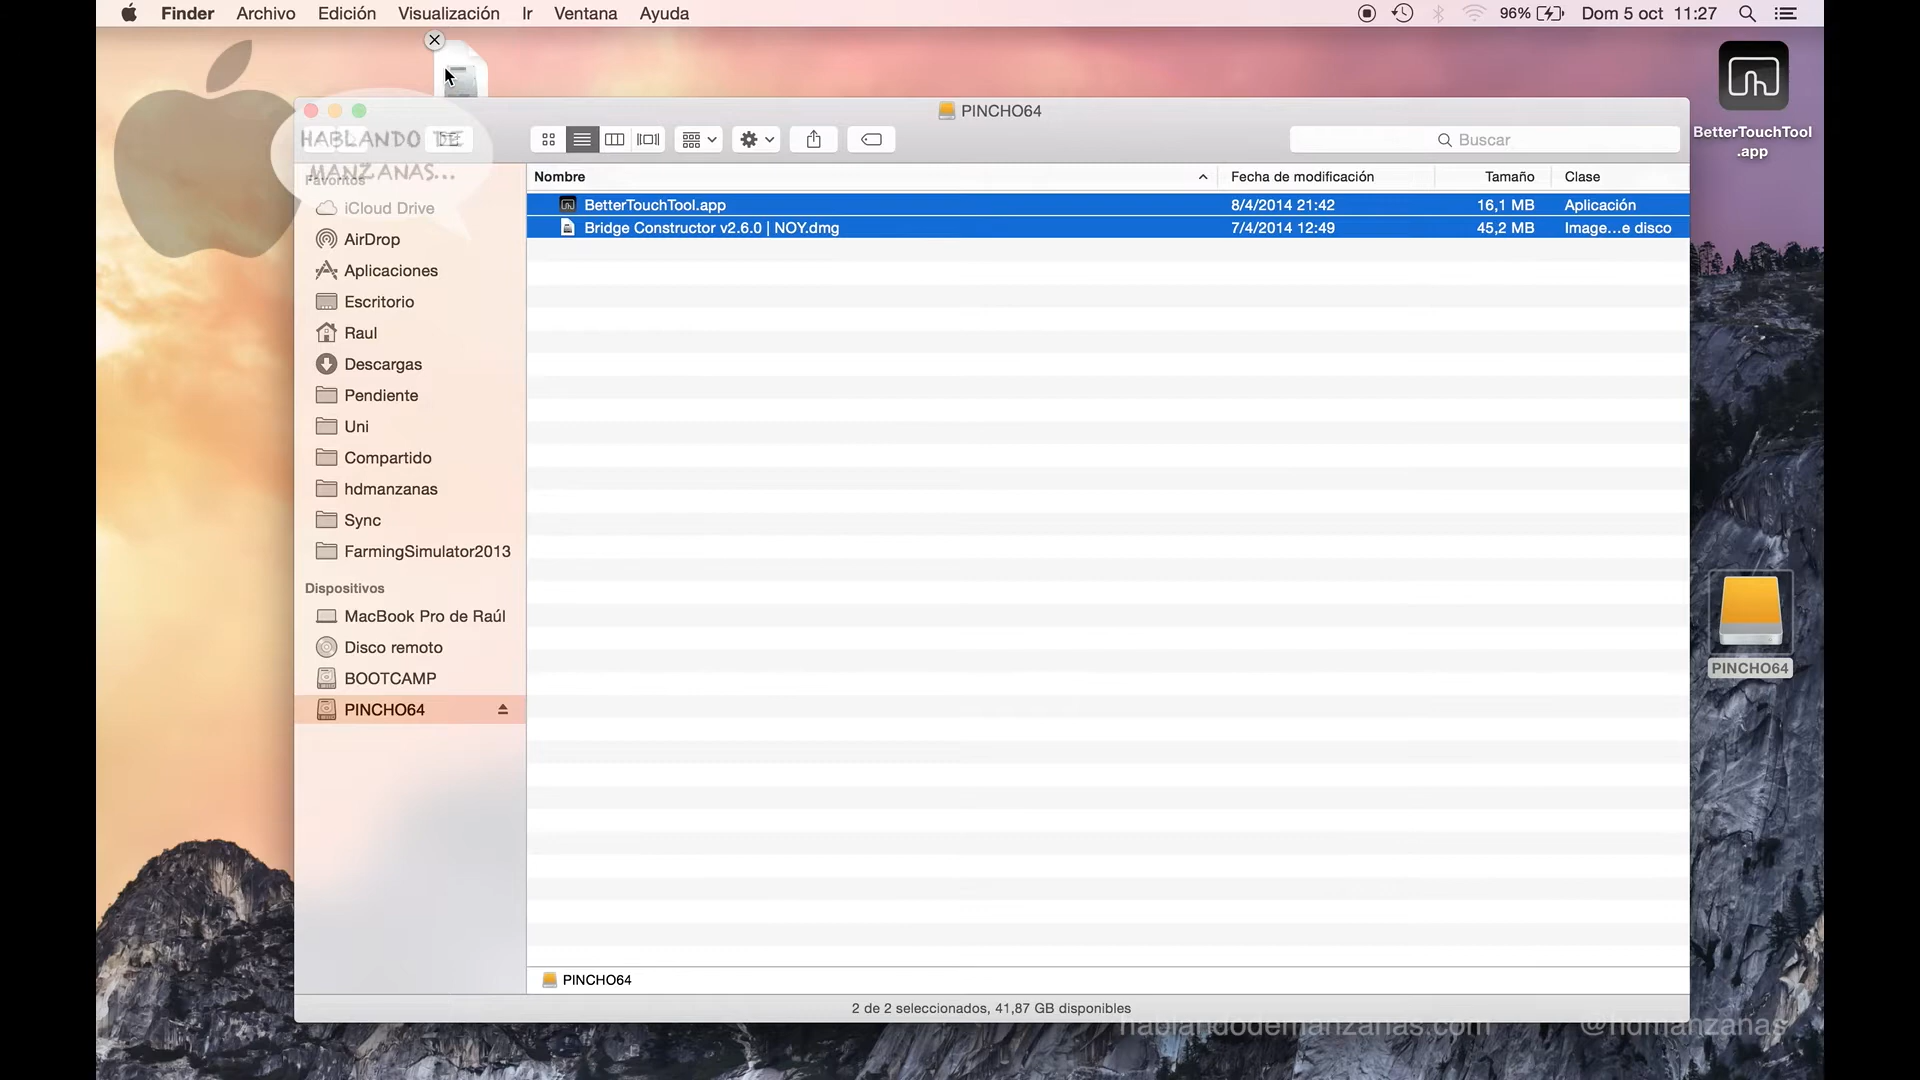 Finder Archivo Edición Visualización Ir Ventana Ayuda 96% Dom 5 oct 11:27
PINCHO64
HABLANDO DE
MANZANAS...
Buscar
BetterTouchTool
.app
Favoritos
iCloud Drive
AirDrop
Aplicaciones
Escritorio
Raul
Descargas
Pendiente
Uni
Compartido
hdmanzanas
Sync
FarmingSimulator2013
Dispositivos
MacBook Pro de Raúl
Disco remoto
BOOTCAMP
PINCHO64
Nombre Fecha de modificación Tamaño Clase
BetterTouchTool.app 8/4/2014 21:42 16,1 MB Aplicación
Bridge Constructor v2.6.0 | NOY.dmg 7/4/2014 12:49 45,2 MB Image...e disco
PINCHO64
PINCHO64
2 de 2 seleccionados, 41,87 GB disponibles
hablandodemanzanas.com @hdmanzanas